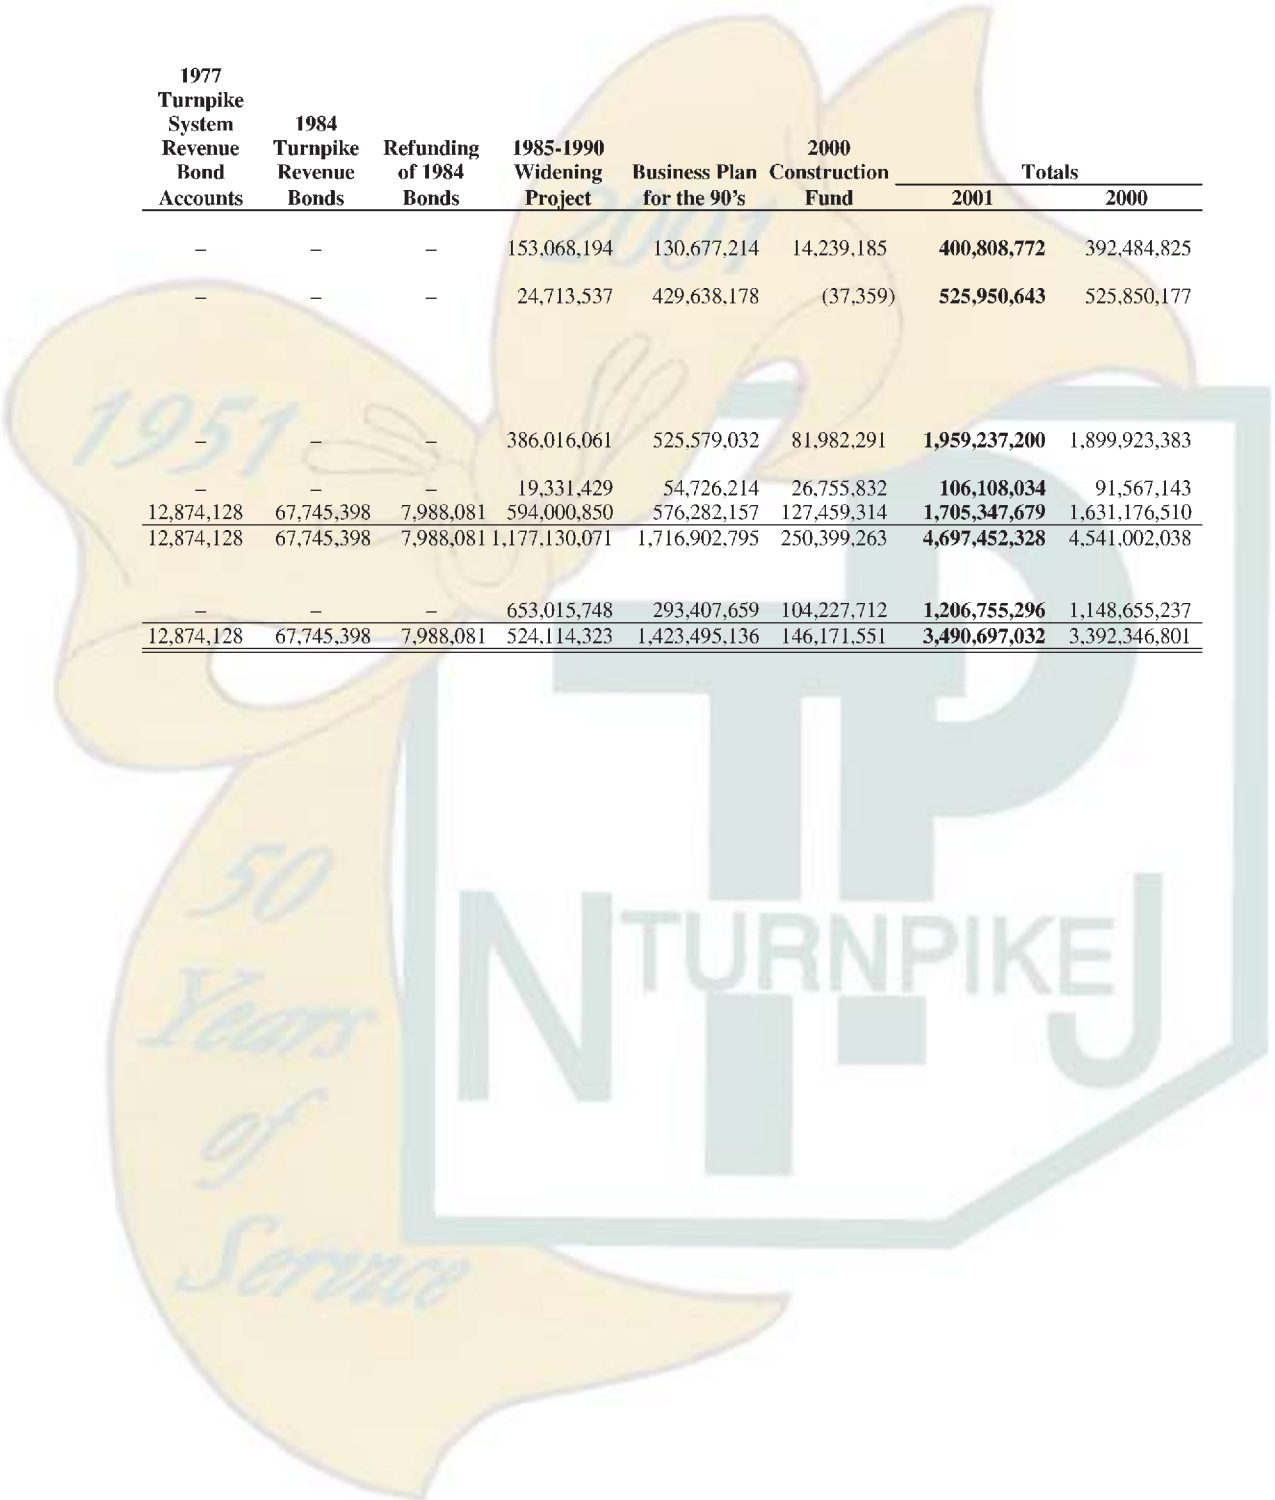 1977
Turnpike
System 1984
Revenue Turnpike Refunding 1985-1990 2000
Bond Revenue of 1984 Widening Business Plan Construction Totals
Accounts Bonds Bonds Project for the 90’s Fund 2001 2000
– – – 153,068,194 130,677,214 14,239,185 400,808,772 392,484,825
– – – 24,713,537 429,638,178 (37,359) 525,950,643 525,850,177
– – – 386,016,061 525,579,032 81,982,291 1,959,237,200 1,899,923,383
– – – 19,331,429 54,726,214 26,755,832 106,108,034 91,567,143
12,874,128 67,745,398 7,988,081 594,000,850 576,282,157 127,459,314 1,705,347,679 1,631,176,510
12,874,128 67,745,398 7,988,081 1,177,130,071 1,716,902,795 250,399,263 4,697,452,328 4,541,002,038
– – – 653,015,748 293,407,659 104,227,712 1,206,755,296 1,148,655,237
12,874,128 67,745,398 7,988,081 524,114,323 1,423,495,136 146,171,551 3,490,697,032 3,392,346,801
2001
1951
50
Years
of
Service
N TURNPIKE J
TP